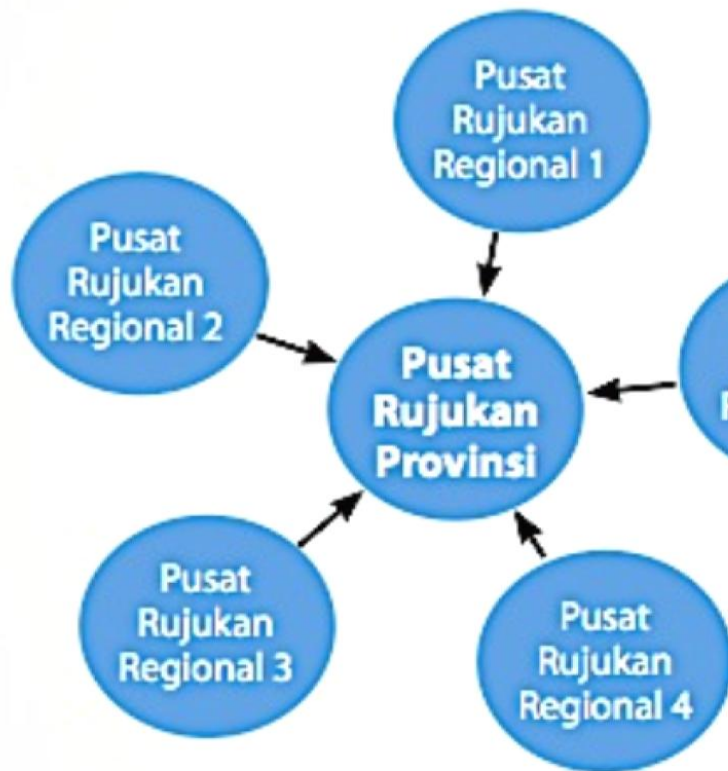 Pusat
Rujukan
Regional 1
Pusat
Rujukan
Regional 2
Pusat
Rujukan
Provinsi
Pusat
Rujukan
Regional 3
Pusat
Rujukan
Regional 4